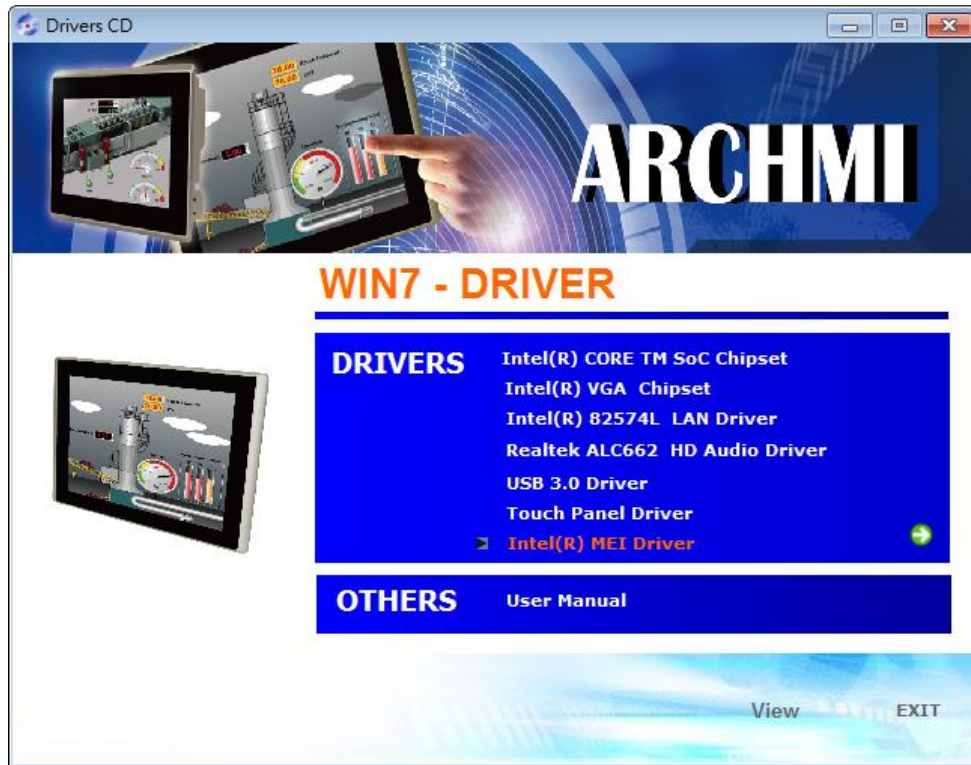 Drivers CD
ARCHMI
WIN7 - DRIVER
DRIVERS
Intel(R) CORE TM SoC Chipset
Intel(R) VGA Chipset
Intel(R) 82574L LAN Driver
Realtek ALC662 HD Audio Driver
USB 3.0 Driver
Touch Panel Driver
Intel(R) MEI Driver
OTHERS
User Manual
View
EXIT